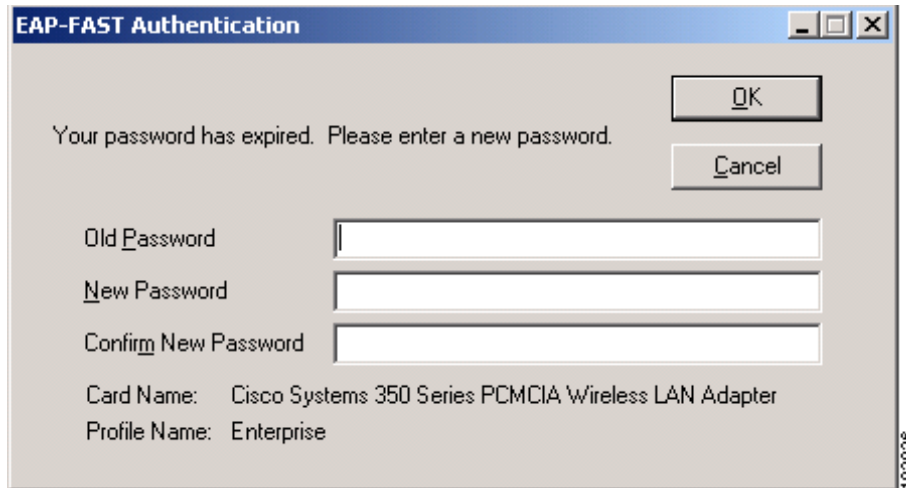 EAP-FAST Authentication
OK
Your password has expired. Please enter a new password.
Cancel
Old Password
New Password
Confirm New Password
Card Name: Cisco Systems 350 Series PCMCIA Wireless LAN Adapter
Profile Name: Enterprise